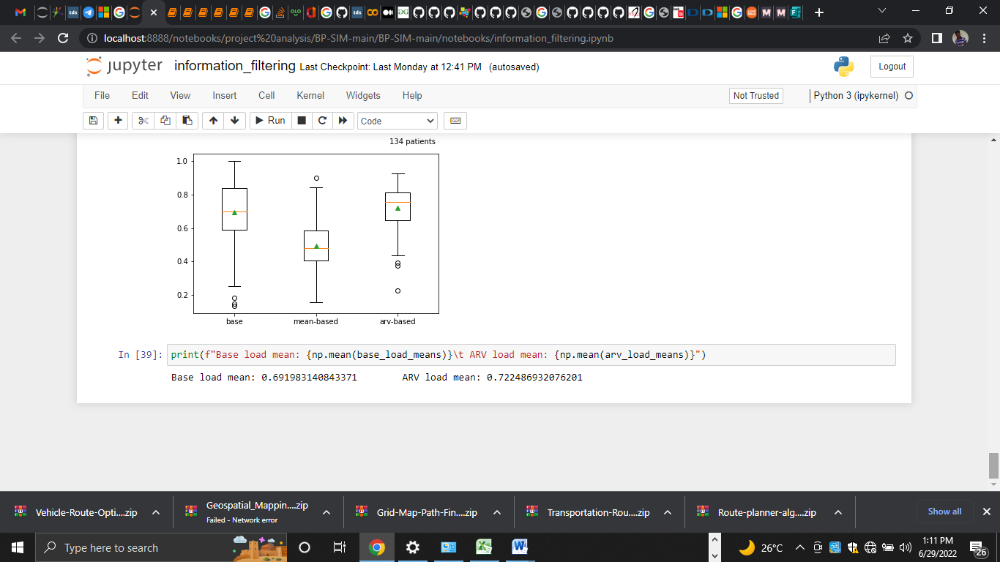 localhost:8888/notebooks/project%20analysis/BP-SIM-main/BP-SIM-main/notebooks/information_filtering.ipynb
jupyter information_filtering Last Checkpoint: Last Monday at 12:41 PM (autosaved)
Logout
File Edit View Insert Cell Kernel Widgets Help
Not Trusted
Python 3 (ipykernel)
Run
Code
134 patients
1.0
0.8
0.6
0.4
0.2
base mean-based arv-based
In [39]: print(f"Base load mean: {np.mean(base_load_means)}\t ARV load mean: {np.mean(arv_load_means)}")
Base load mean: 0.691983140843371 ARV load mean: 0.722486932076201
Vehicle-Route-Opti....zip
Geospatial_Mappin....zip
Failed - Network error
Grid-Map-Path-Fin....zip
Transportation-Rou....zip
Route-planner-alg....zip
Show all
Type here to search
26°C
1:11 PM
6/29/2022
26